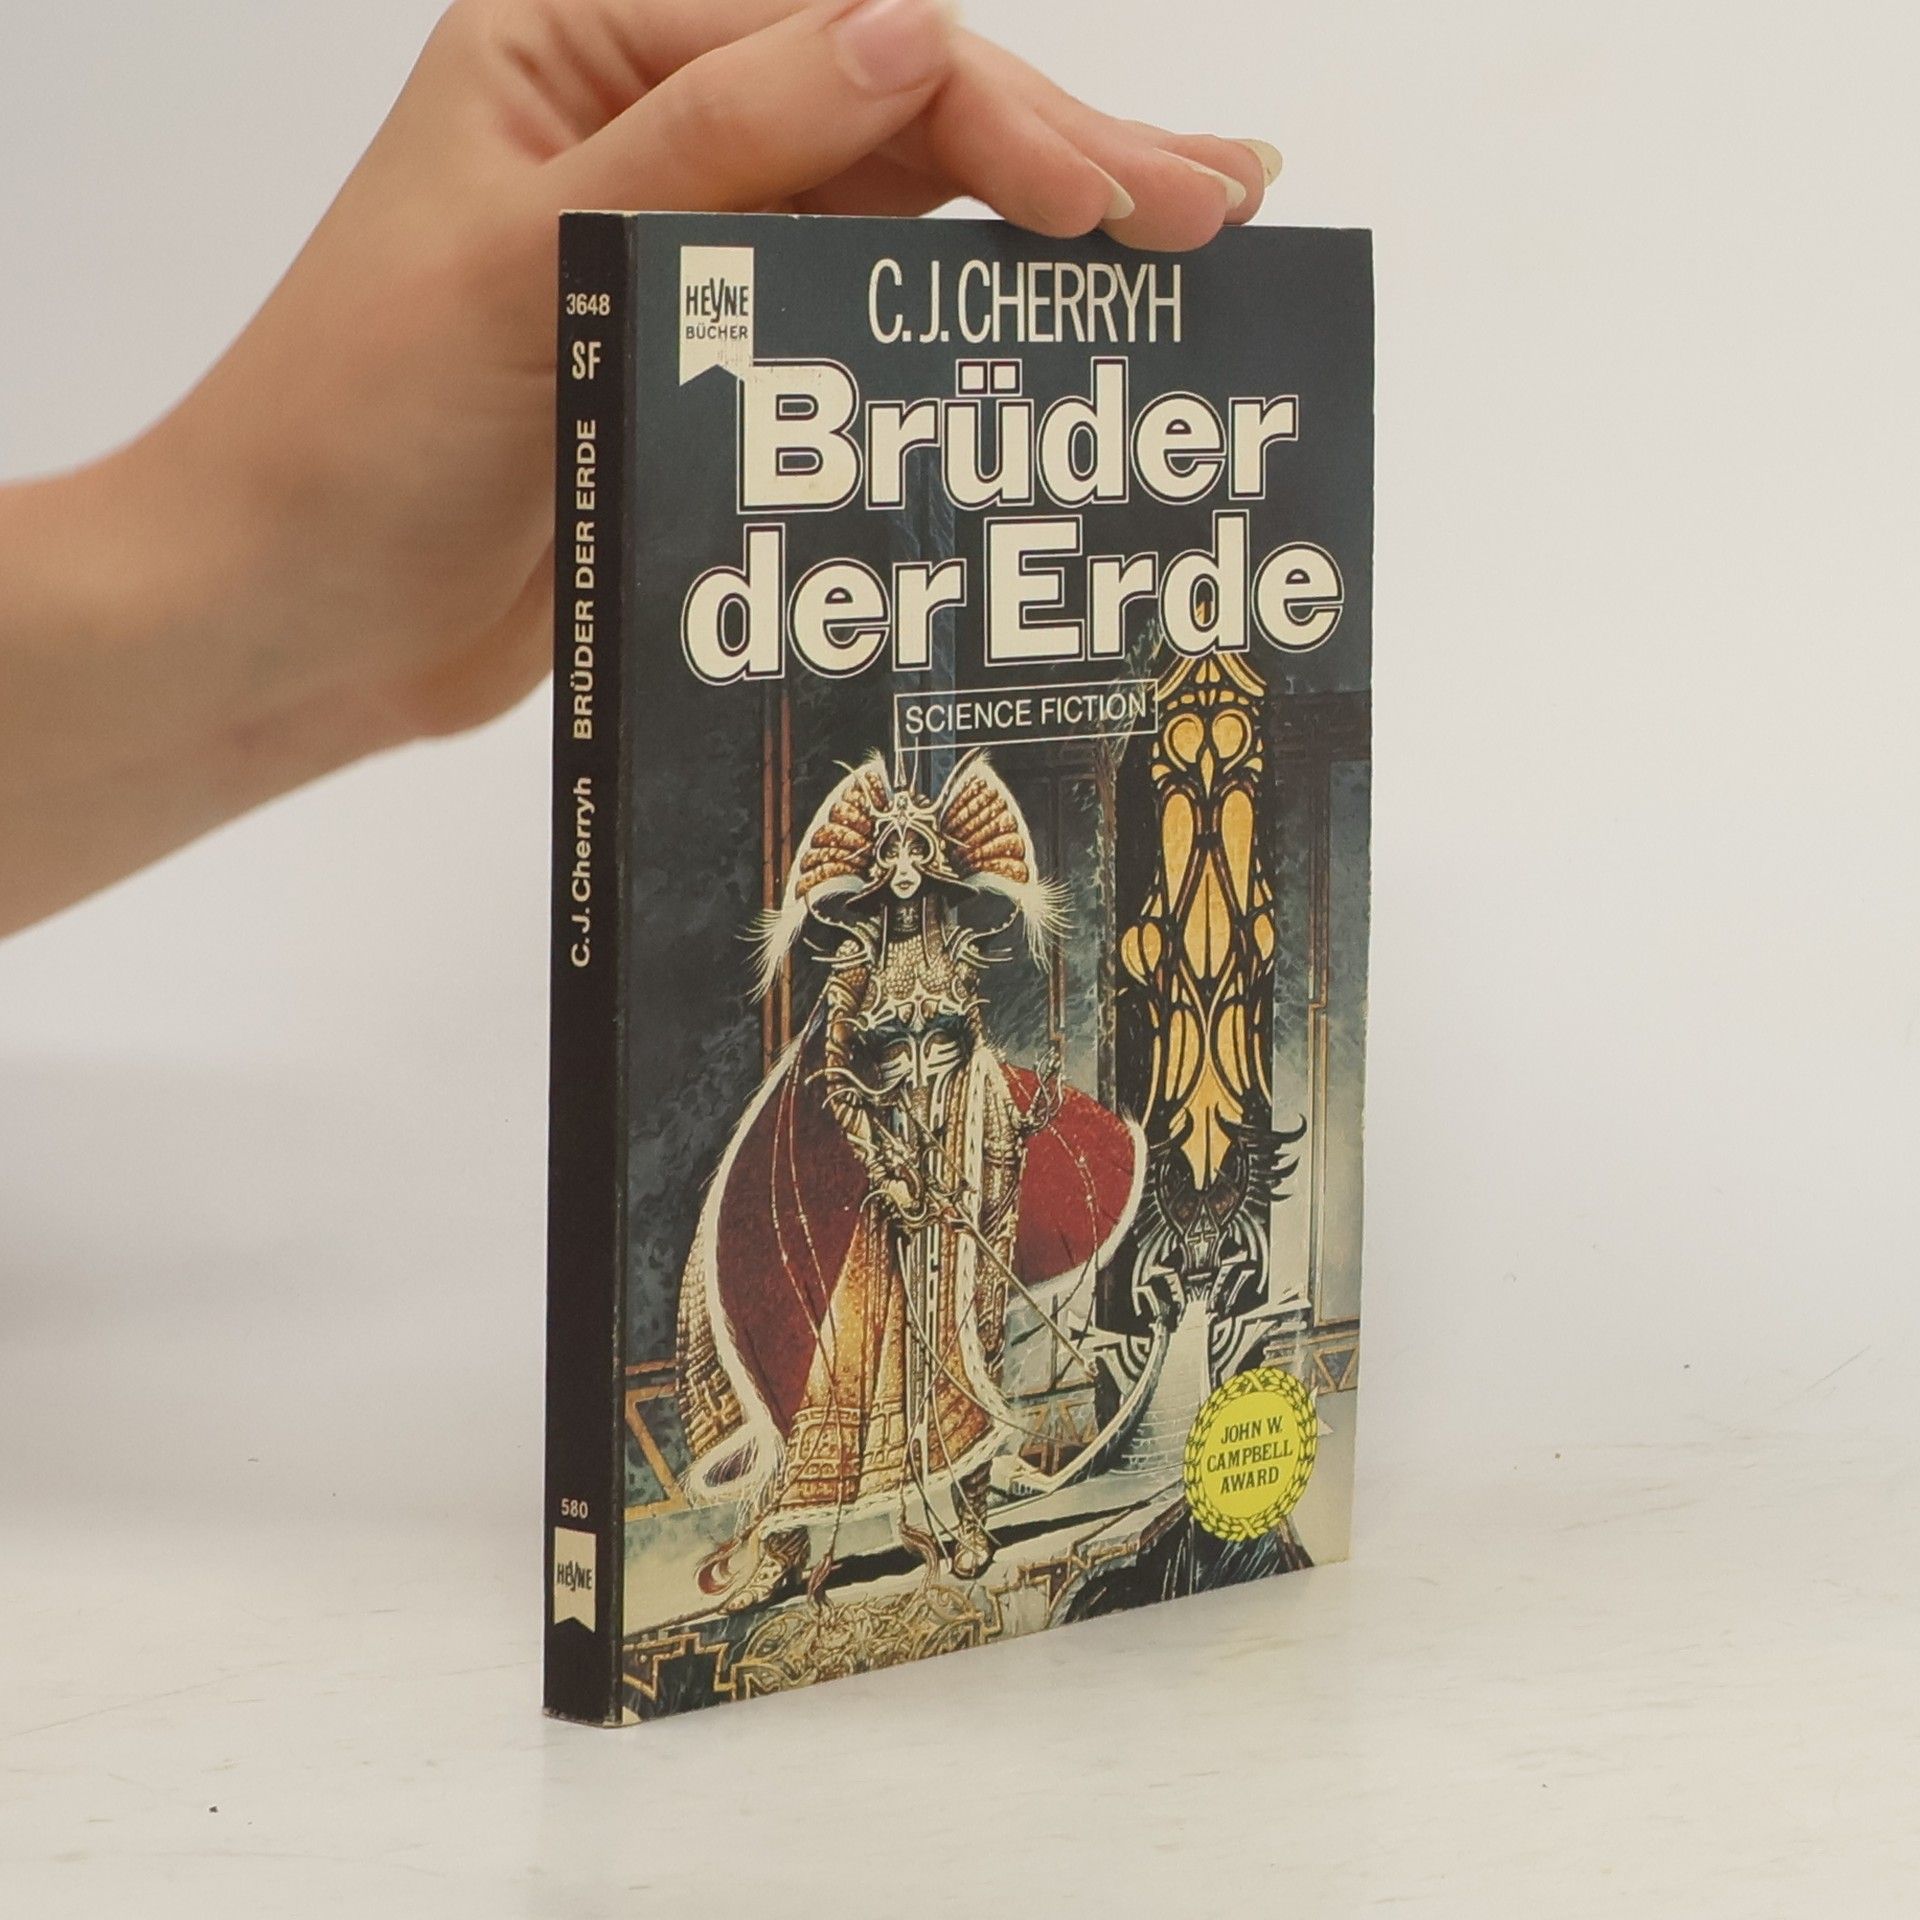 3648
SF
C. J. Cherryh BRÜDER DER ERDE
580
HEYNE
HEYNE
BÜCHER
C. J. CHERRYH
Brüder
der Erde
SCIENCE FICTION
JOHN W.
CAMPBELL
AWARD